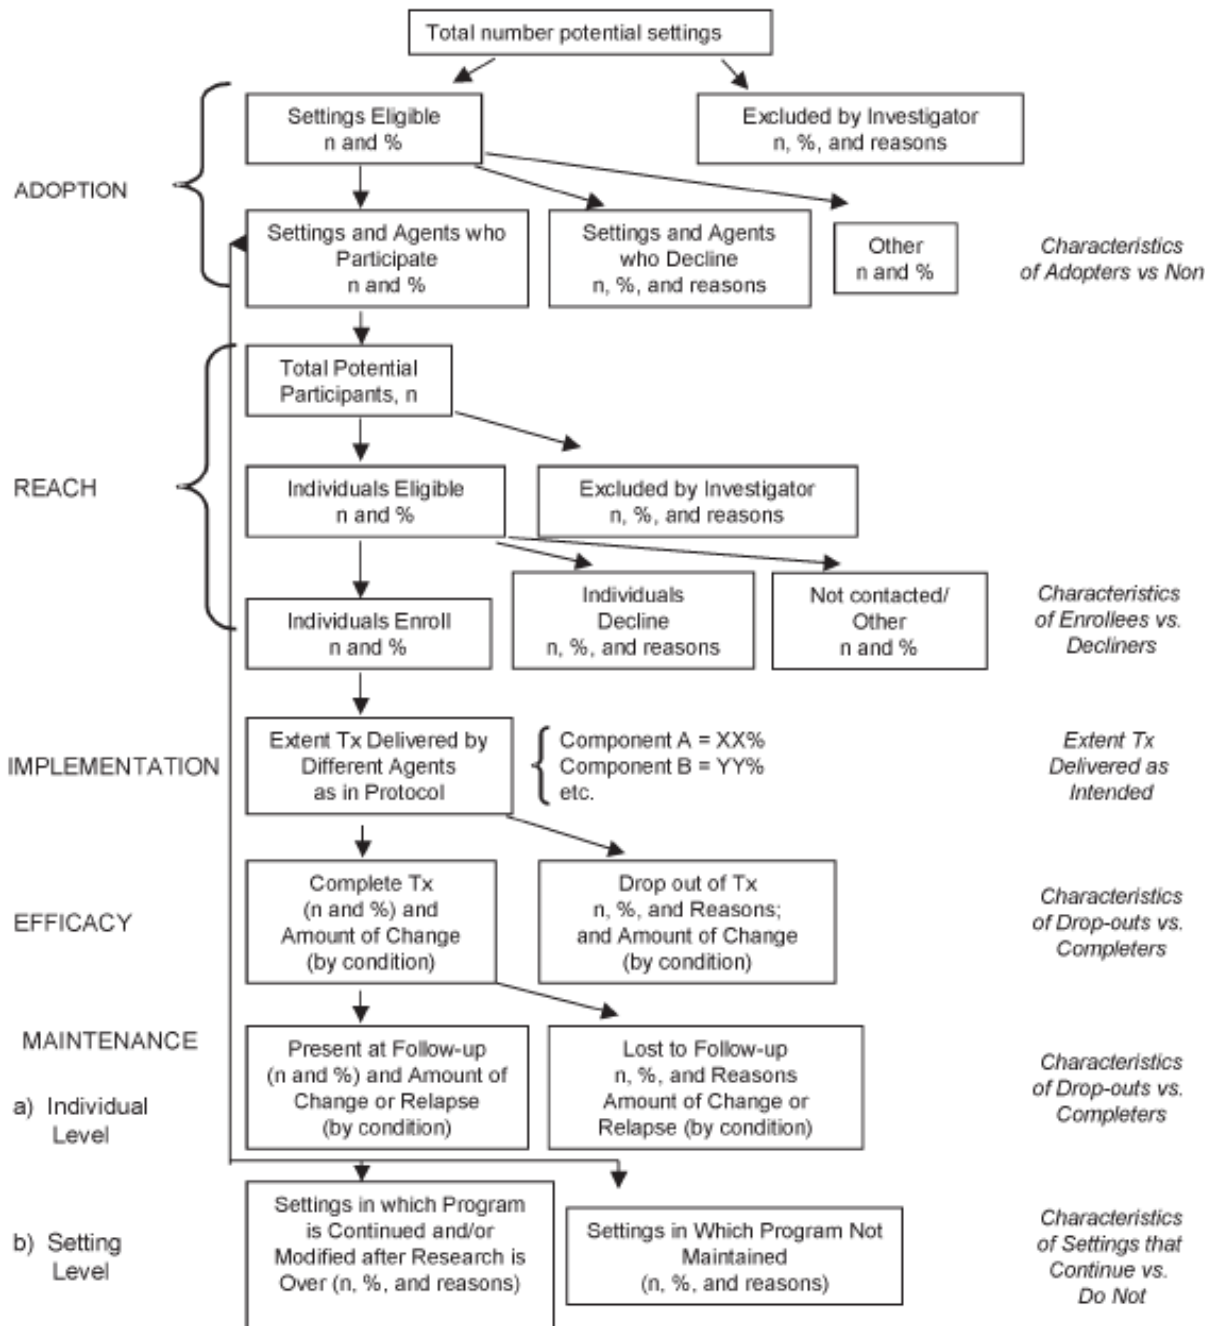 Total number potential settings
Settings Eligible
n and %
Excluded by Investigator
n, %, and reasons
ADOPTION
Settings and Agents who
Participate
n and %
Settings and Agents
who Decline
n, %, and reasons
Other
n and %
Characteristics
of Adopters vs Non
Total Potential
Participants, n
REACH
Individuals Eligible
n and %
Excluded by Investigator
n, %, and reasons
Individuals Enroll
n and %
Individuals
Decline
n, %, and reasons
Not contacted/
Other
n and %
Characteristics
of Enrollees vs.
Decliners
IMPLEMENTATION
Extent Tx Delivered by
Different Agents
as in Protocol
Component A = XX%
Component B = YY%
etc.
Extent Tx
Delivered as
Intended
EFFICACY
Complete Tx
(n and %) and
Amount of Change
(by condition)
Drop out of Tx
n, %, and Reasons;
and Amount of Change
(by condition)
Characteristics
of Drop-outs vs.
Completers
MAINTENANCE
a) Individual
Level
Present at Follow-up
(n and %) and Amount of
Change or Relapse
(by condition)
Lost to Follow-up
n, %, and Reasons
Amount of Change or
Relapse (by condition)
Characteristics
of Drop-outs vs.
Completers
b) Setting
Level
Settings in which Program
is Continued and/or
Modified after Research is
Over (n, %, and reasons)
Settings in Which Program Not
Maintained
(n, %, and reasons)
Characteristics
of Settings that
Continue vs.
Do Not